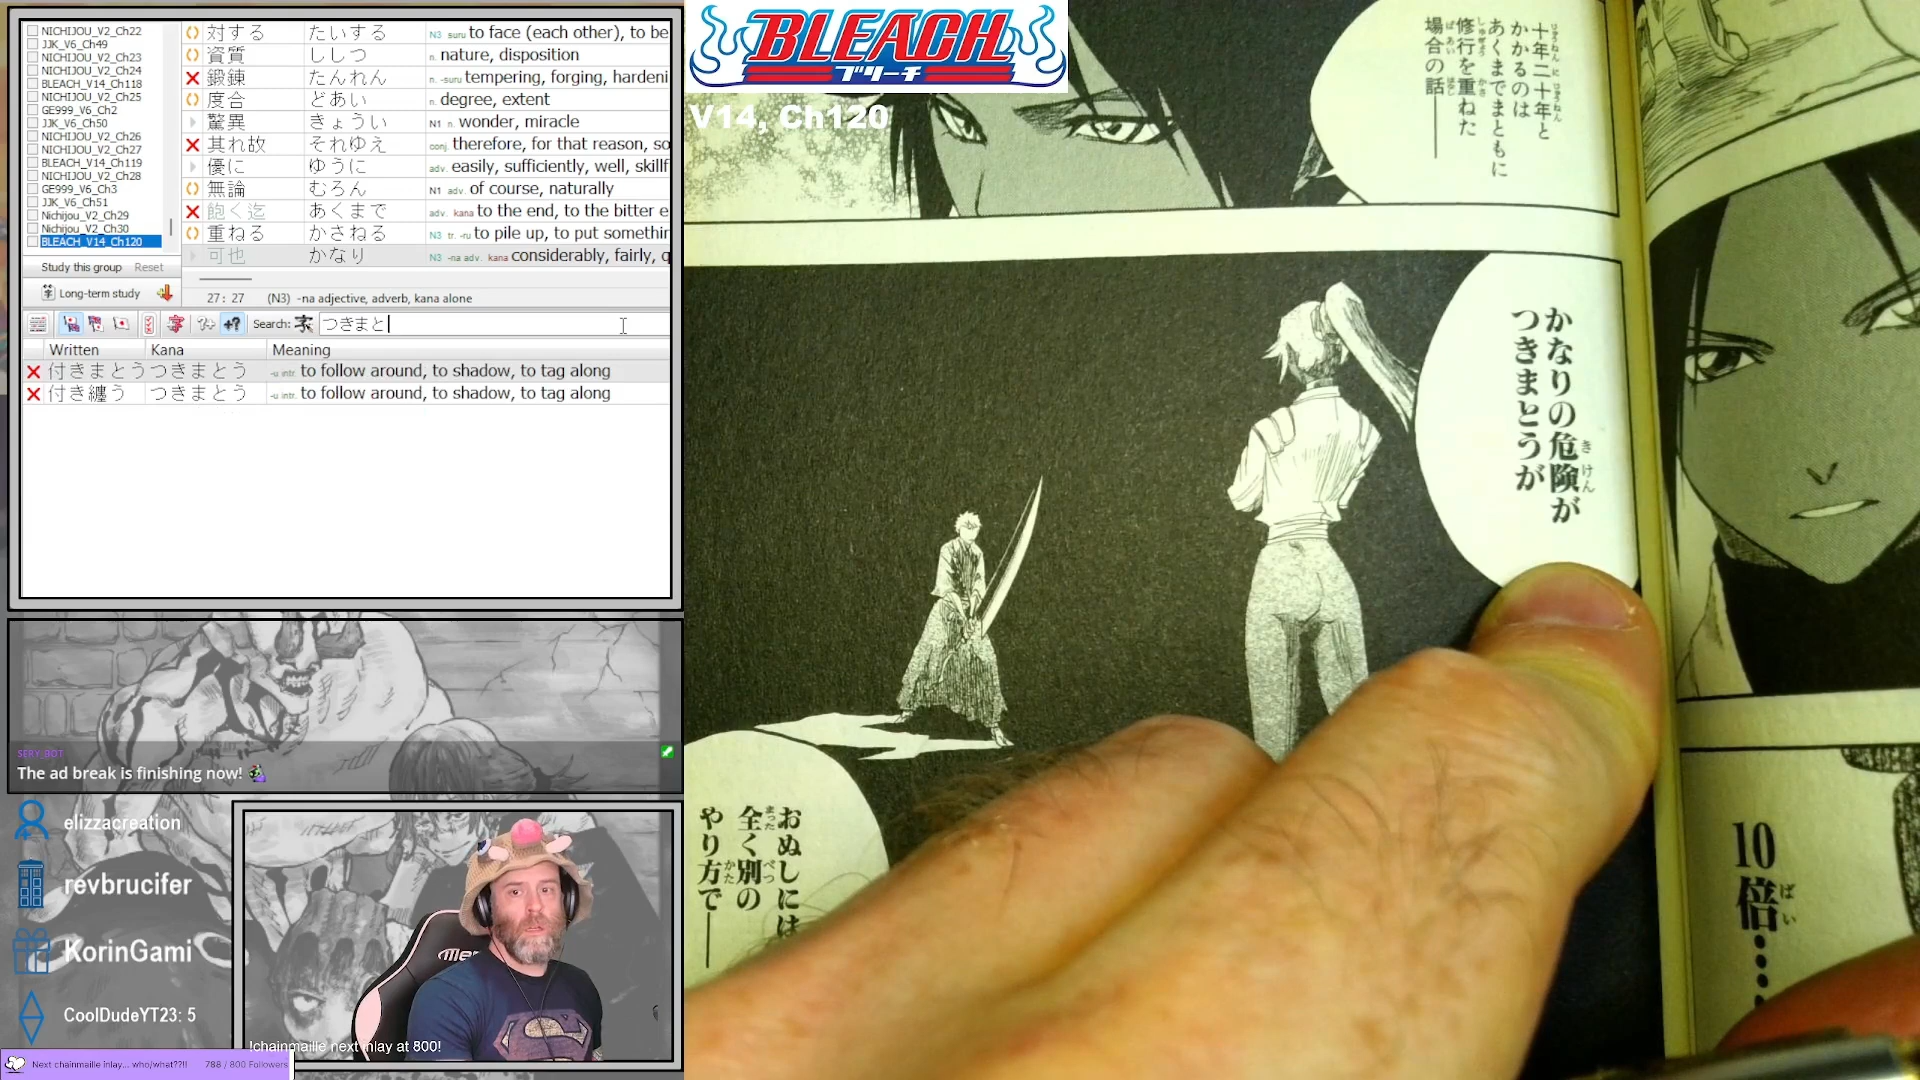 NICHIJOU_V2_Ch22
JJK_V6_Ch49
NICHIJOU_V2_Ch23
NICHIJOU_V2_Ch24
BLEACH_V14_Ch118
NICHIJOU_V2_Ch25
GE999_V6_Ch2
JJK_V6_Ch50
NICHIJOU_V2_Ch26
NICHIJOU_V2_Ch27
BLEACH_V14_Ch119
NICHIJOU_V2_Ch28
GE999_V6_Ch3
JJK_V6_Ch51
Nichijou_V2_Ch29
Nichijou_V2_Ch30
BLEACH_V14_Ch120
Study this group Reset
Long-term study
対する たいする N3 suru to face (each other), to be
資質 ししつ n. nature, disposition
鍛錬 たんれん n. -suru tempering, forging, hardeni
度合 どあい n. degree, extent
驚異 きょうい N1 n. wonder, miracle
其れ故 それゆえ conj. therefore, for that reason, so
優に ゆうに adv. easily, sufficiently, well, skillf
無論 むろん N1 adv. of course, naturally
飽く迄 あくまで adv. kana to the end, to the bitter e
重ねる かさねる N3 tr. -ru to pile up, to put somethir
可也 かなり N3 -na adv. kana considerably, fairly, q
27: 27 (N3) -na adjective, adverb, kana alone
Search: つきまと
Written Kana Meaning
付きまとう つきまとう -u intr. to follow around, to shadow, to tag along
付き纏う つきまとう -u intr. to follow around, to shadow, to tag along
SERY_BOT
The ad break is finishing now!
elizzacreation
revbrucifer
KorinGami
CoolDudeYT23: 5
Next chainmaille inlay... who/what??!! 788 / 800 Followers
!chainmaille next inlay at 800!
BLEACH
ブリーチ
V14, Ch120
十年二十年と
かかるのは
あくまでまともに
修行を重ねた
場合の話――
かなりの危険が
つきまとうが
おぬしには
全く別の
やり方で――
10倍……